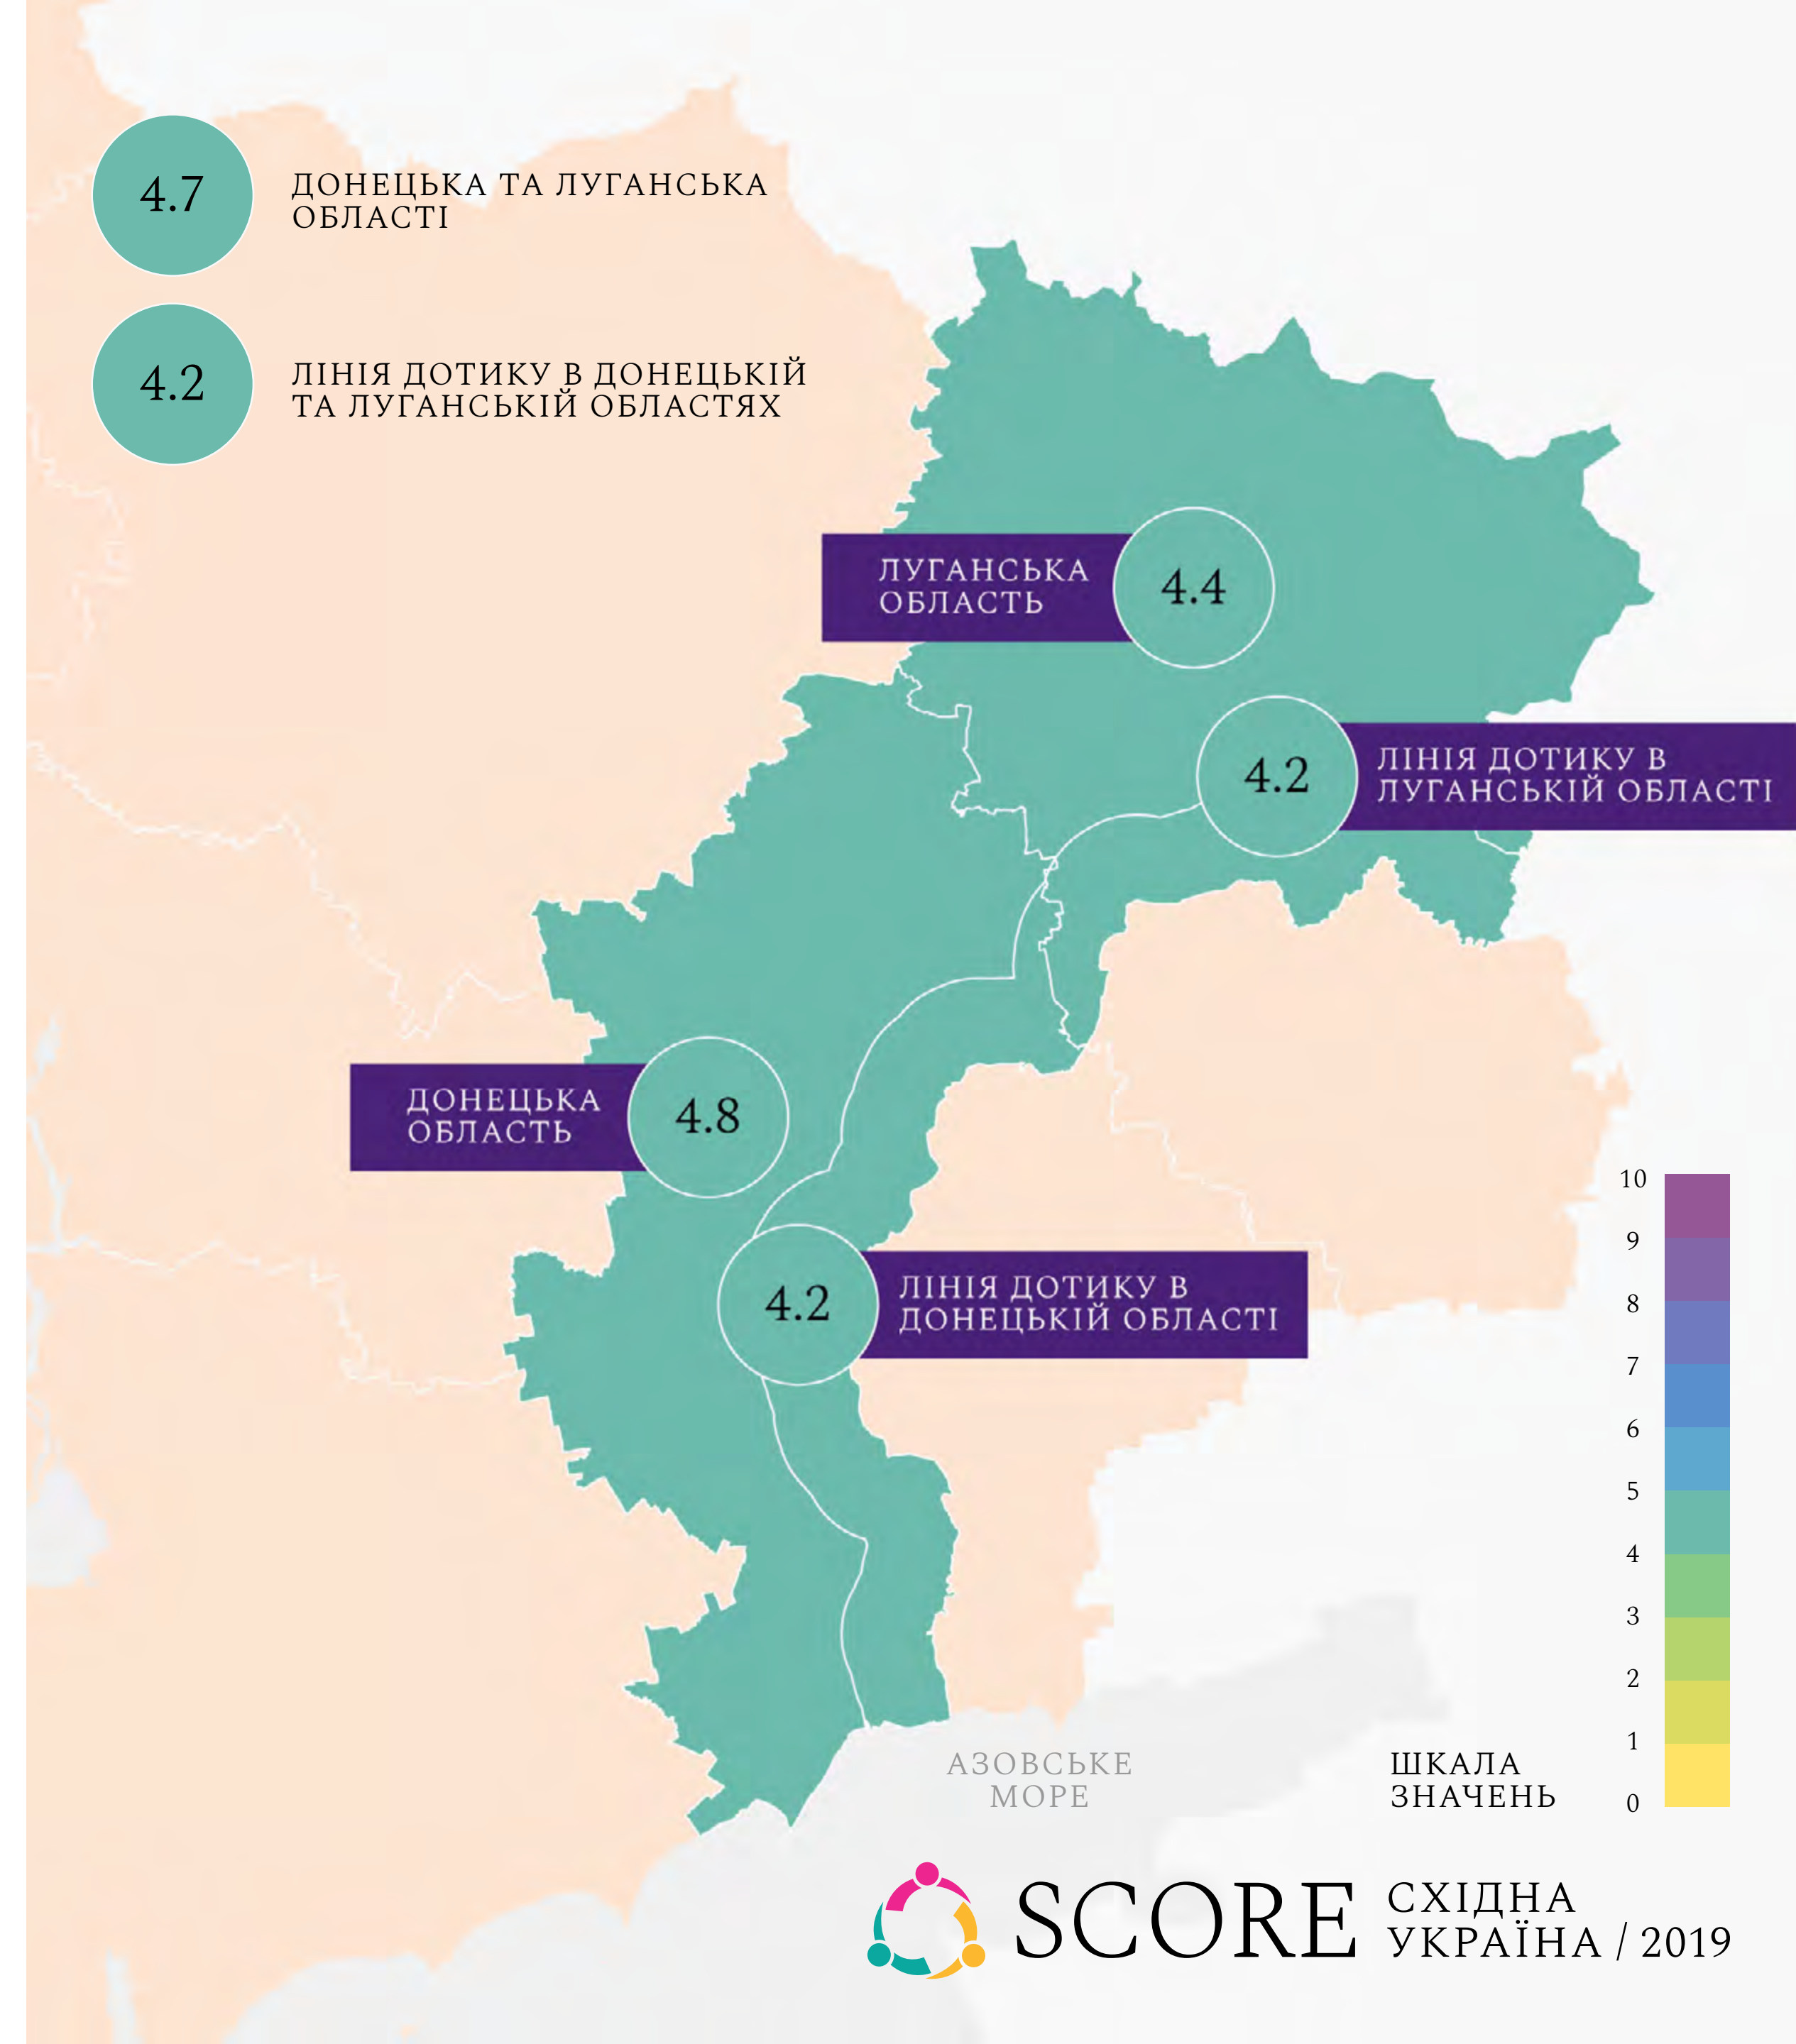 4.7
ДОНЕЦЬКА ТА ЛУГАНСЬКА
ОБЛАСТІ
4.2
ЛІНІЯ ДОТИКУ В ДОНЕЦЬКІЙ
ТА ЛУГАНСЬКІЙ ОБЛАСТЯХ
ЛУГАНСЬКА
ОБЛАСТЬ
4.4
4.2
ЛІНІЯ ДОТИКУ В
ЛУГАНСЬКІЙ ОБЛАСТІ
ДОНЕЦЬКА
ОБЛАСТЬ
4.8
4.2
ЛІНІЯ ДОТИКУ В
ДОНЕЦЬКІЙ ОБЛАСТІ
10
9
8
7
6
5
4
3
2
1
0
ШКАЛА
ЗНАЧЕНЬ
АЗОВСЬКЕ
МОРЕ
SCORE
СХІДНА
УКРАЇНА / 2019